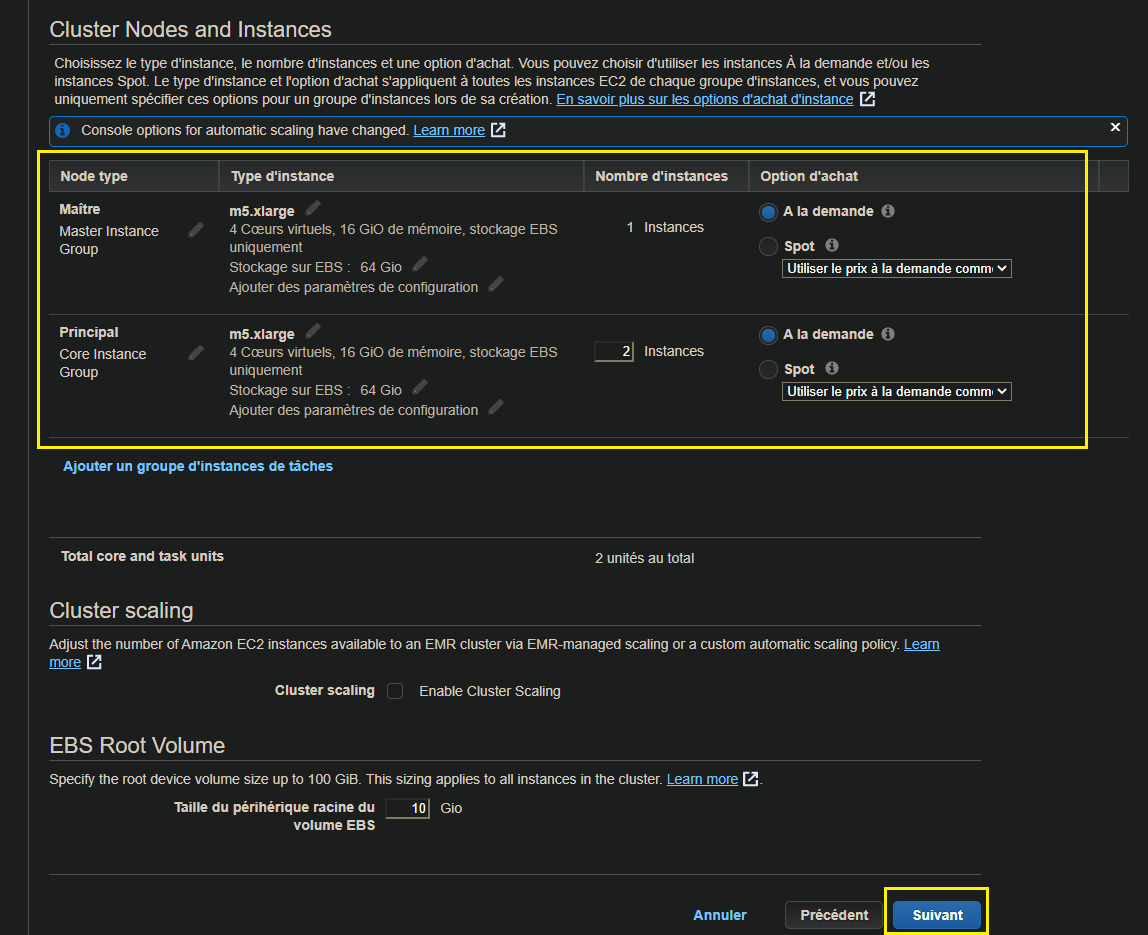 Cluster Nodes and Instances
Choisissez le type d'instance, le nombre d'instances et une option d'achat. Vous pouvez choisir d'utiliser les instances À la demande et/ou les
instances Spot. Le type d'instance et l'option d'achat s'appliquent à toutes les instances EC2 de chaque groupe d'instances, et vous pouvez
uniquement spécifier ces options pour un groupe d'instances lors de sa création. En savoir plus sur les options d'achat d'instance
Console options for automatic scaling have changed. Learn more
Node type Type d'instance Nombre d'instances Option d'achat
Maître
Master Instance
Group
m5.xlarge
4 Cœurs virtuels, 16 GiO de mémoire, stockage EBS
uniquement
Stockage sur EBS : 64 Gio
Ajouter des paramètres de configuration
1 Instances
A la demande
Spot
Utiliser le prix à la demande comm
Principal
Core Instance
Group
m5.xlarge
4 Cœurs virtuels, 16 GiO de mémoire, stockage EBS
uniquement
Stockage sur EBS : 64 Gio
Ajouter des paramètres de configuration
2 Instances
A la demande
Spot
Utiliser le prix à la demande comm
Ajouter un groupe d'instances de tâches
Total core and task units 2 unités au total
Cluster scaling
Adjust the number of Amazon EC2 instances available to an EMR cluster via EMR-managed scaling or a custom automatic scaling policy. Learn
more
Cluster scaling Enable Cluster Scaling
EBS Root Volume
Specify the root device volume size up to 100 GiB. This sizing applies to all instances in the cluster. Learn more .
Taille du périhérique racine du
volume EBS
10 Gio
Annuler Précédent Suivant